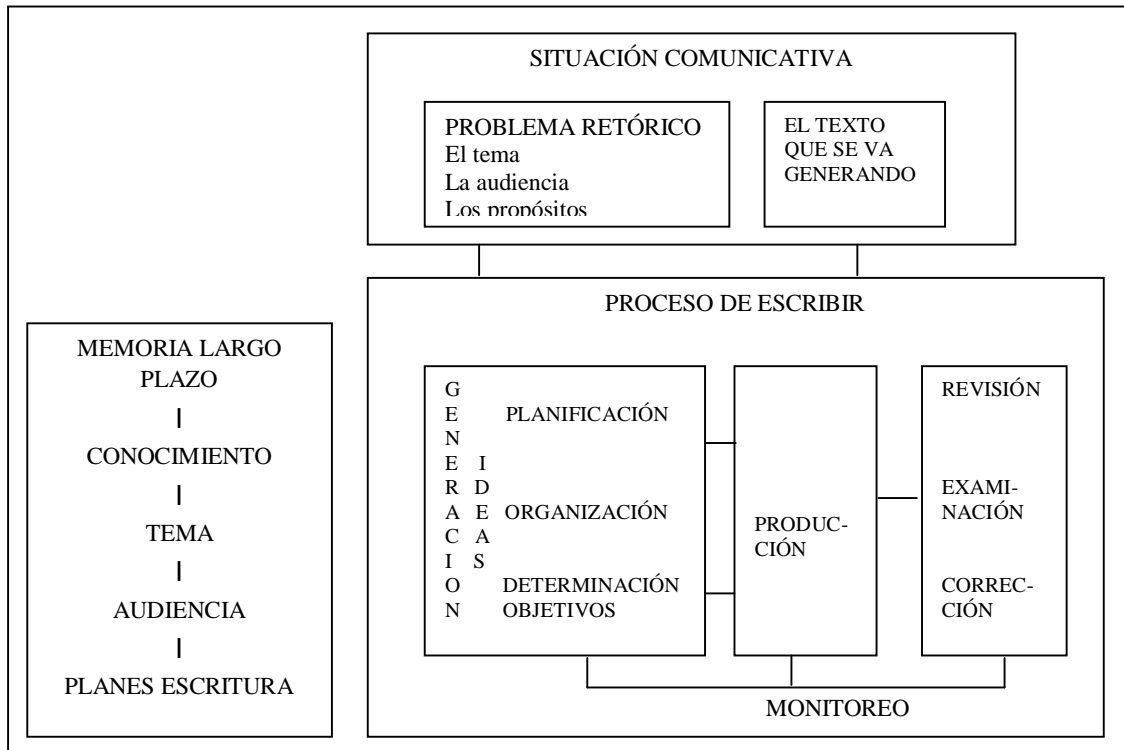 SITUACIÓN COMUNICATIVA
PROBLEMA RETÓRICO
El tema
La audiencia
Los propósitos
EL TEXTO
QUE SE VA
GENERANDO
PROCESO DE ESCRIBIR
MEMORIA LARGO
PLAZO
CONOCIMIENTO
TEMA
AUDIENCIA
PLANES ESCRITURA
GENERACION
IDEAS
PLANIFICACIÓN
ORGANIZACIÓN
DETERMINACIÓN
OBJETIVOS
PRODUC-
CIÓN
REVISIÓN
EXAMI-
NACIÓN
CORREC-
CIÓN
MONITOREO